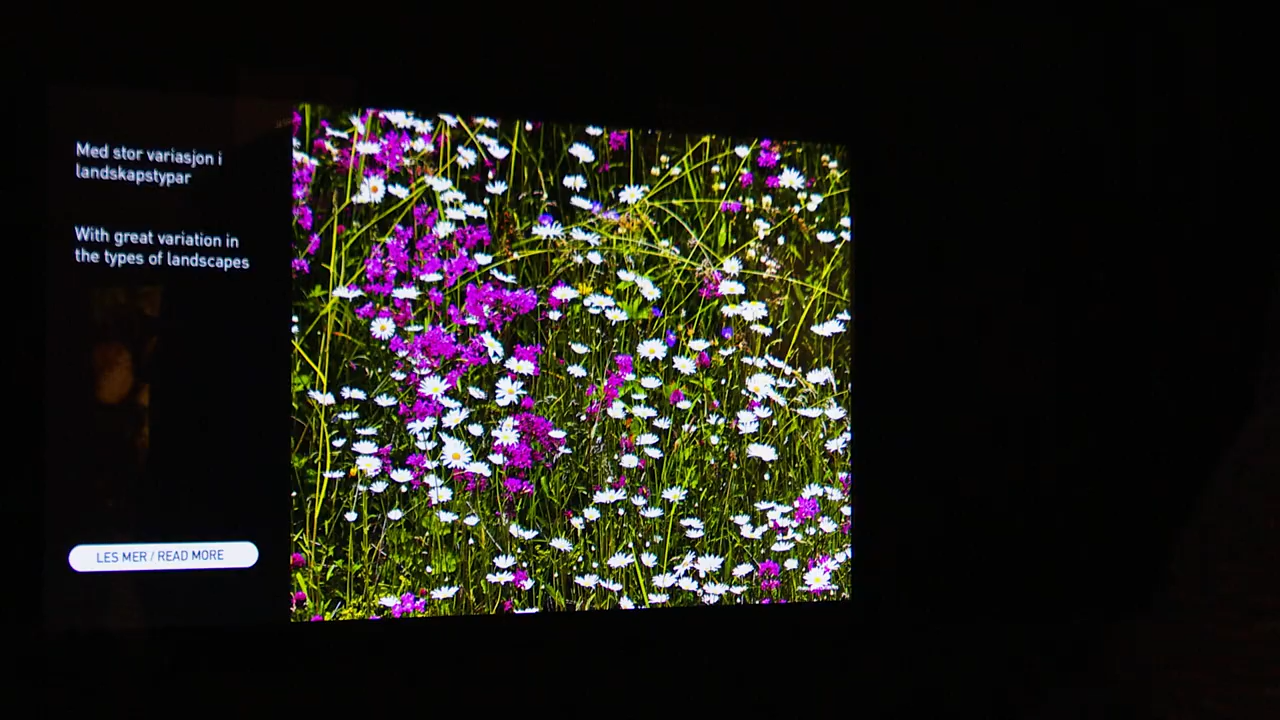 Med stor variasjon i
landskapstypar
With great variation in
the types of landscapes
LES MER / READ MORE